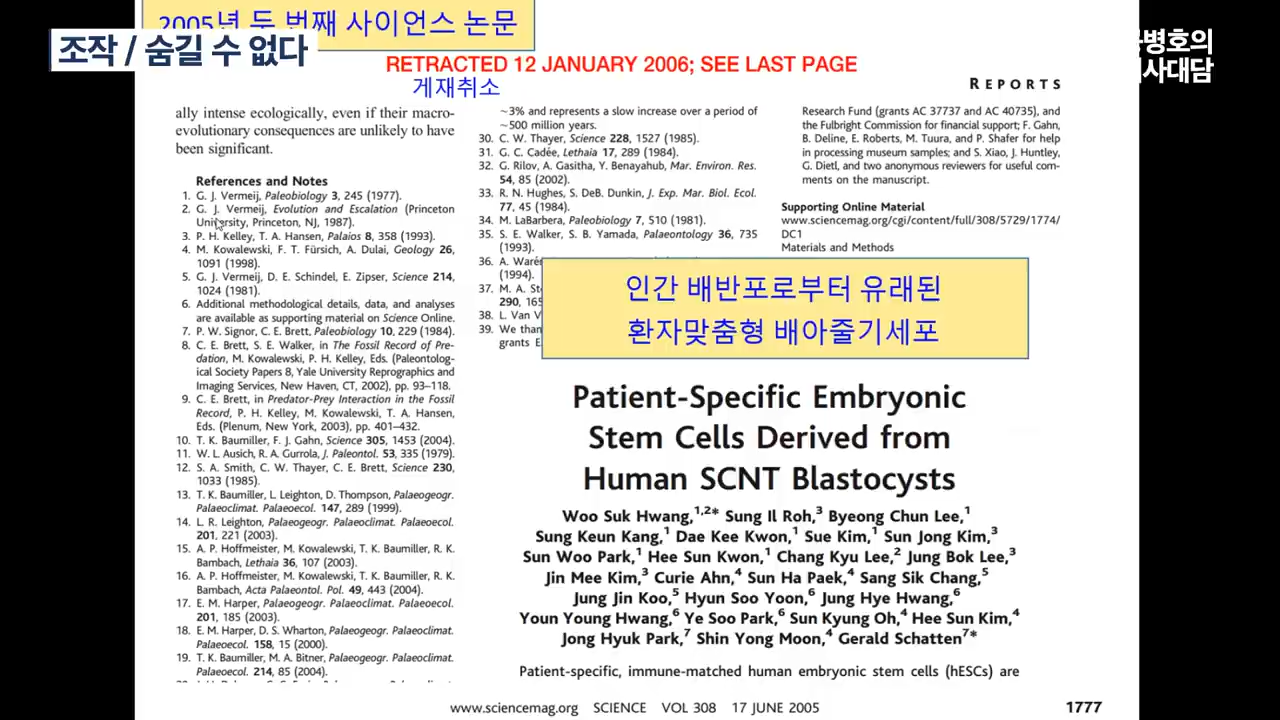 2005년 두 번째 사이언스 논문
조작 / 숨길 수 없다
병호의
사대담
RETRACTED 12 JANUARY 2006; SEE LAST PAGE
게재취소
REPORTS
ally intense ecologically, even if their macro-
evolutionary consequences are unlikely to have
been significant.
References and Notes
1. G. J. Vermeij, Paleobiology 3, 245 (1977).
2. G. J. Vermeij, Evolution and Escalation (Princeton
University, Princeton, NJ, 1987).
3. P. H. Kelley, T. A. Hansen, Palaios 8, 358 (1993).
4. M. Kowalewski, F. T. Fürsich, A. Dulai, Geology 26,
1091 (1998).
5. G. J. Vermeij, D. E. Schindel, E. Zipser, Science 214,
1024 (1981).
6. Additional methodological details, data, and analyses
are available as supporting material on Science Online.
7. P. W. Signor, C. E. Brett, Paleobiology 10, 229 (1984).
8. C. E. Brett, S. E. Walker, in The Fossil Record of Pre-
dation, M. Kowalewski, P. H. Kelley, Eds. (Paleontolog-
ical Society Papers 8, Yale University Reprographics and
Imaging Services, New Haven, CT, 2002), pp. 93–118.
9. C. E. Brett, in Predator-Prey Interaction in the Fossil
Record, P. H. Kelley, M. Kowalewski, T. A. Hansen,
Eds. (Plenum, New York, 2003), pp. 401–432.
10. T. K. Baumiller, F. J. Gahn, Science 305, 1453 (2004).
11. W. L. Ausich, R. A. Gurrola, J. Paleontol. 53, 335 (1979).
12. S. A. Smith, C. W. Thayer, C. E. Brett, Science 230,
1033 (1985).
13. T. K. Baumiller, L. Leighton, D. Thompson, Palaeogeogr.
Palaeoclimat. Palaeoecol. 147, 289 (1999).
14. L. R. Leighton, Palaeogeogr. Palaeoclimat. Palaeoecol.
201, 221 (2003).
15. A. P. Hoffmeister, M. Kowalewski, T. K. Baumiller, R. K.
Bambach, Lethaia 36, 107 (2003).
16. A. P. Hoffmeister, M. Kowalewski, T. K. Baumiller, R. K.
Bambach, Acta Palaeontol. Pol. 49, 443 (2004).
17. E. M. Harper, Palaeogeogr. Palaeoclimat. Palaeoecol.
201, 185 (2003).
18. E. M. Harper, D. S. Wharton, Palaeogeogr. Palaeoclimat.
Palaeoecol. 158, 15 (2000).
19. T. K. Baumiller, M. A. Bitner, Palaeogeogr. Palaeoclimat.
Palaeoecol. 214, 85 (2004).
~3% and represents a slow increase over a period of
~500 million years.
30. C. W. Thayer, Science 228, 1527 (1985).
31. G. C. Cadée, Lethaia 17, 289 (1984).
32. G. Rilov, A. Gasitha, Y. Benayahub, Mar. Environ. Res.
54, 85 (2002).
33. R. N. Hughes, S. DeB. Dunkin, J. Exp. Mar. Biol. Ecol.
77, 45 (1984).
34. M. LaBarbera, Paleobiology 7, 510 (1981).
35. S. E. Walker, S. B. Yamada, Palaeontology 36, 735
(1993).
36. A. Waré
(1994).
37. M. A. St
290, 165
38. L. Van V
39. We than
grants E
Research Fund (grants AC 37737 and AC 40735), and
the Fulbright Commission for financial support; F. Gahn,
B. Deline, E. Roberts, M. Tuura, and P. Shafer for help
in processing museum samples; and S. Xiao, J. Huntley,
G. Dietl, and two anonymous reviewers for useful com-
ments on the manuscript.
Supporting Online Material
www.sciencemag.org/cgi/content/full/308/5729/1774/
DC1
Materials and Methods
인간 배반포로부터 유래된
환자맞춤형 배아줄기세포
Patient-Specific Embryonic
Stem Cells Derived from
Human SCNT Blastocysts
Woo Suk Hwang,1,2* Sung Il Roh,3 Byeong Chun Lee,1
Sung Keun Kang,1 Dae Kee Kwon,1 Sue Kim,1 Sun Jong Kim,3
Sun Woo Park,1 Hee Sun Kwon,1 Chang Kyu Lee,2 Jung Bok Lee,3
Jin Mee Kim,3 Curie Ahn,4 Sun Ha Paek,4 Sang Sik Chang,5
Jung Jin Koo,5 Hyun Soo Yoon,6 Jung Hye Hwang,6
Youn Young Hwang,6 Ye Soo Park,6 Sun Kyung Oh,4 Hee Sun Kim,4
Jong Hyuk Park,7 Shin Yong Moon,4 Gerald Schatten7*
Patient-specific, immune-matched human embryonic stem cells (hESCs) are
www.sciencemag.org SCIENCE VOL 308 17 JUNE 2005
1777